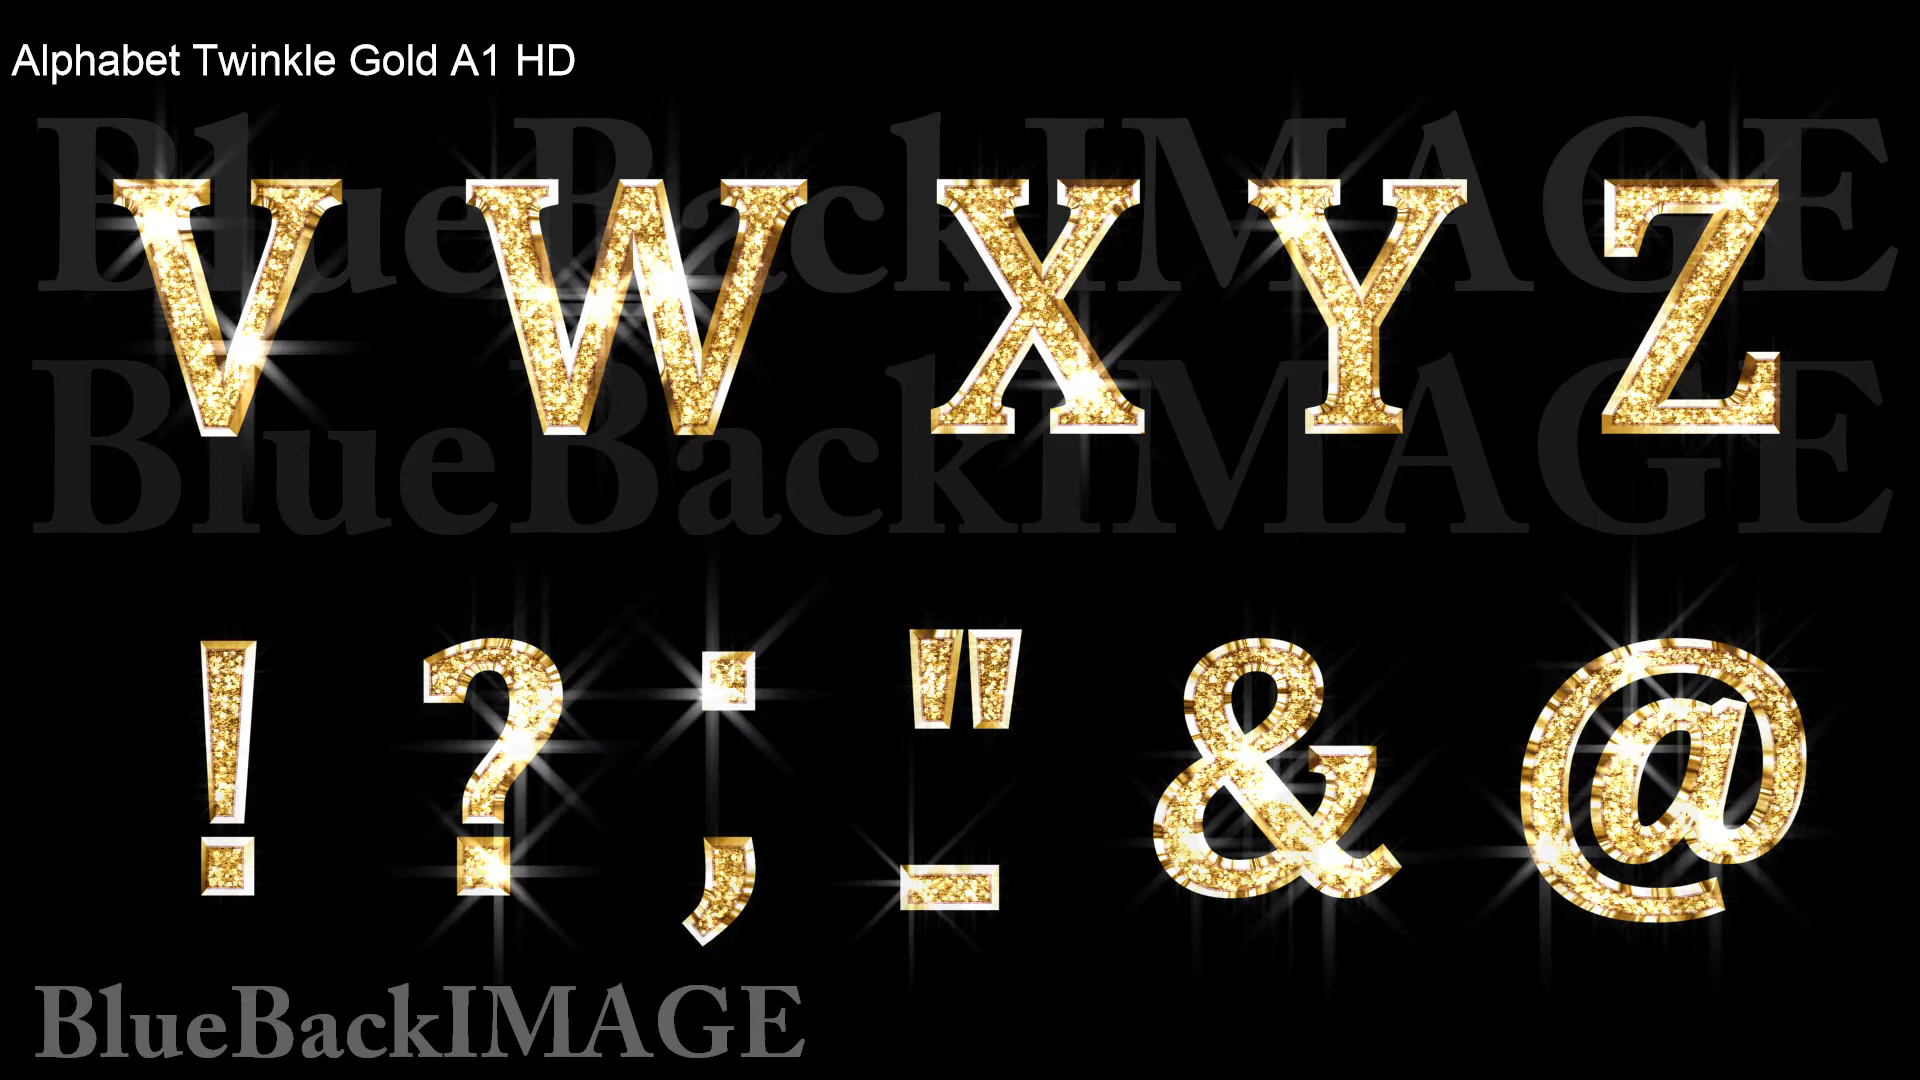 Alphabet Twinkle Gold A1 HD
BlueBackIMAGE
V W X Y Z
BlueBackIMAGE
! ? ; " - & @
BlueBackIMAGE